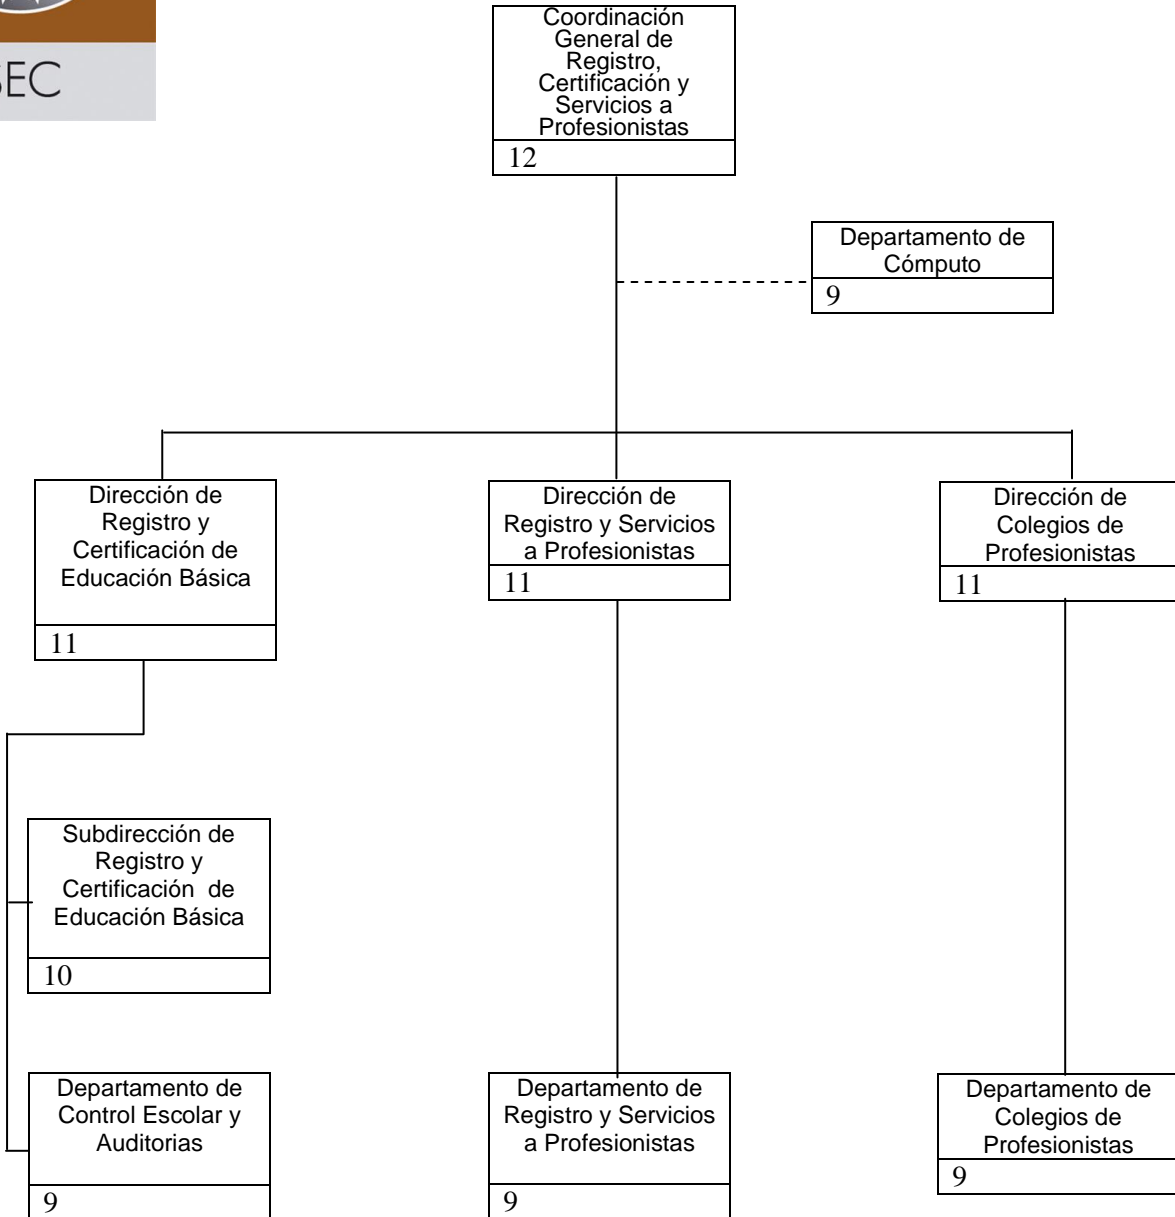 SEC
Coordinación
General de
Registro,
Certificación y
Servicios a
Profesionistas
12
Departamento de
Cómputo
9
Dirección de
Registro y
Certificación de
Educación Básica
11
Dirección de
Registro y Servicios
a Profesionistas
11
Dirección de
Colegios de
Profesionistas
11
Subdirección de
Registro y
Certificación de
Educación Básica
10
Departamento de
Control Escolar y
Auditorias
9
Departamento de
Registro y Servicios
a Profesionistas
9
Departamento de
Colegios de
Profesionistas
9